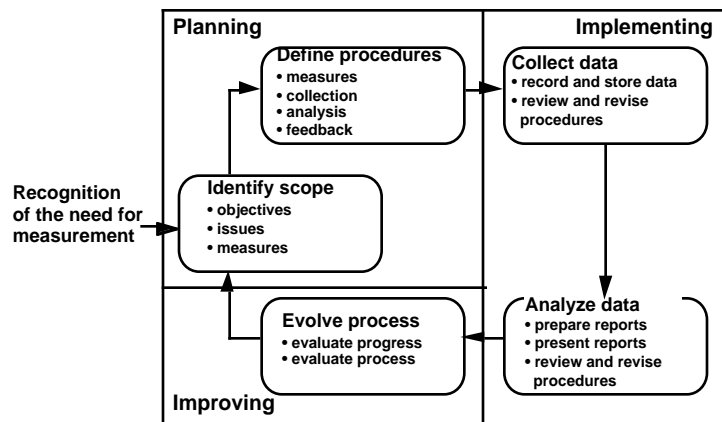 Planning
Implementing
Define procedures
• measures
• collection
• analysis
• feedback
Collect data
• record and store data
• review and revise
procedures
Recognition
of the need for
measurement
Identify scope
• objectives
• issues
• measures
Evolve process
• evaluate progress
• evaluate process
Analyze data
• prepare reports
• present reports
• review and revise
procedures
Improving